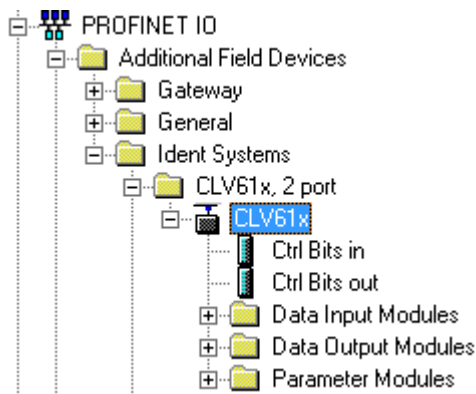 PROFINET IO
Additional Field Devices
Gateway
General
Ident Systems
CLV61x, 2 port
CLV61x
Ctrl Bits in
Ctrl Bits out
Data Input Modules
Data Output Modules
Parameter Modules